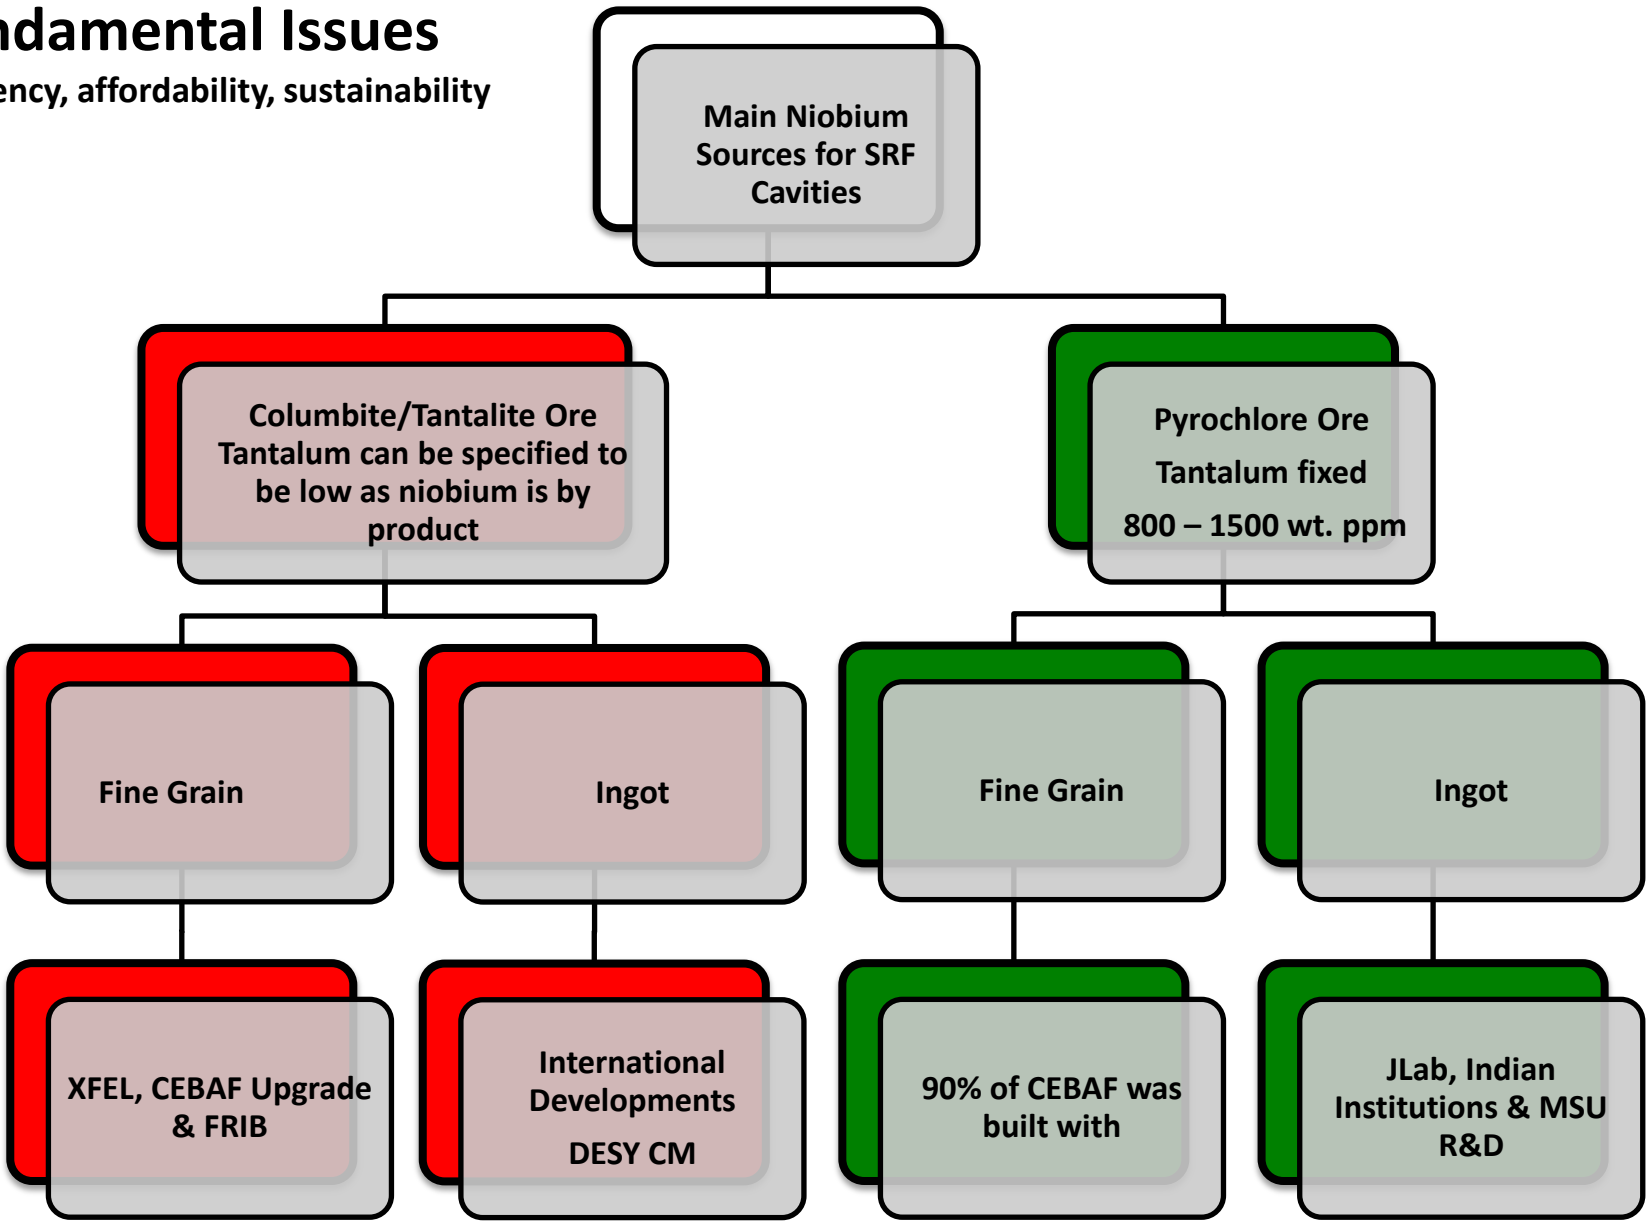 ndamental Issues
ency, affordability, sustainability
Main Niobium
Sources for SRF
Cavities
Columbite/Tantalite Ore
Tantalum can be specified to
be low as niobium is by
product
Pyrochlore Ore
Tantalum fixed
800 – 1500 wt. ppm
Fine Grain
Ingot
Fine Grain
Ingot
XFEL, CEBAF Upgrade
& FRIB
International
Developments
DESY CM
90% of CEBAF was
built with
JLab, Indian
Institutions & MSU
R&D